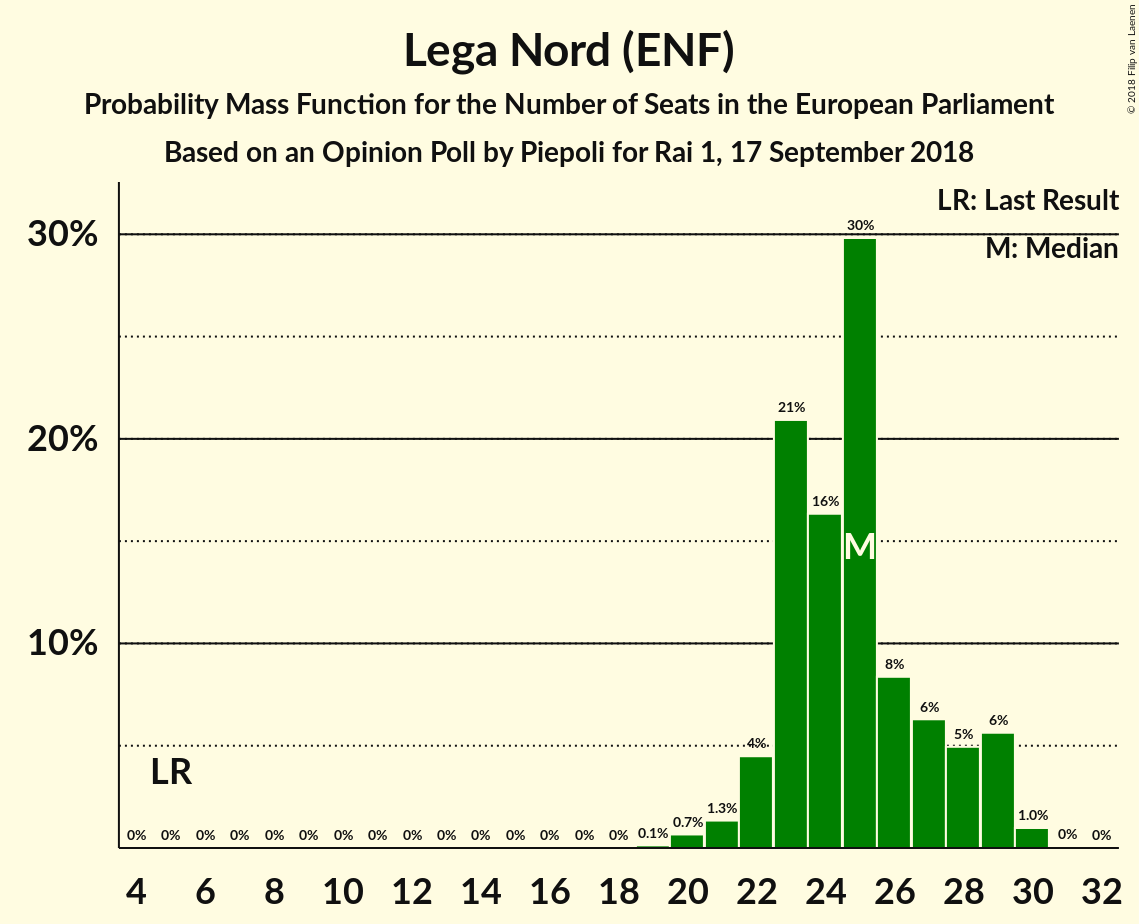 © 2018 Filip van Laenen
Lega Nord (ENF)
Probability Mass Function for the Number of Seats in the European Parliament
Based on an Opinion Poll by Piepoli for Rai 1, 17 September 2018
LR: Last Result
M: Median
30%
20%
10%
30%
21%
16%
M
8%
6%
4%
5%
6%
LR
0% 0% 0% 0% 0% 0% 0% 0% 0% 0% 0% 0% 0% 0% 0% 0.1% 0.7% 1.3% 1.0% 0% 0%
4 6 8 10 12 14 16 18 20 22 24 26 28 30 32